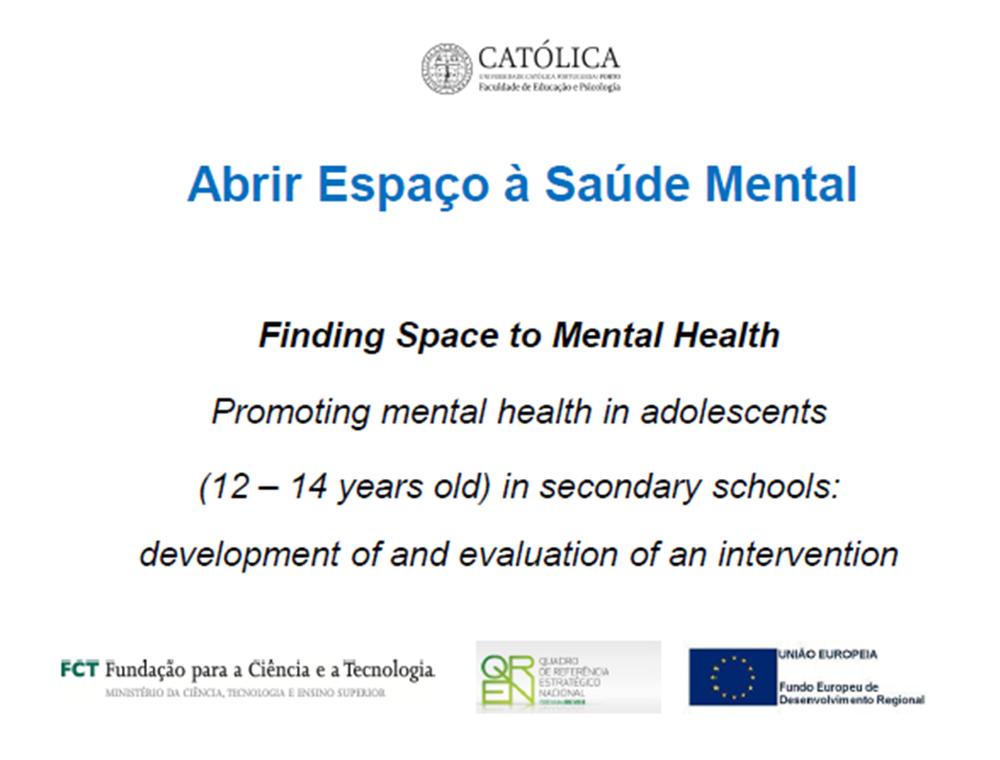 CATÓLICA
UNIVERSIDADE CATÓLICA PORTUGUESA | PORTO
Faculdade de Educação e Psicologia
Abrir Espaço à Saúde Mental
Finding Space to Mental Health
Promoting mental health in adolescents
(12 – 14 years old) in secondary schools:
development of and evaluation of an intervention
FCT Fundação para a Ciência e a Tecnologia
MINISTÉRIO DA CIÊNCIA, TECNOLOGIA E ENSINO SUPERIOR
QREN
QUADRO
DE REFERÊNCIA
ESTRATÉGICO
NACIONAL
UNIÃO EUROPEIA
Fundo Europeu de
Desenvolvimento Regional